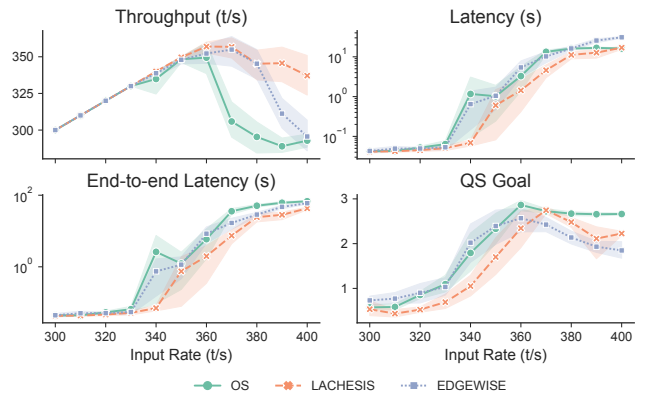 Throughput (t/s)
Latency (s)
350
325
300
10¹
10⁰
10⁻¹
End-to-end Latency (s)
QS Goal
10²
10⁰
3
2
1
300 320 340 360 380 400
300 320 340 360 380 400
Input Rate (t/s)
Input Rate (t/s)
OS LACHESIS EDGEWISE